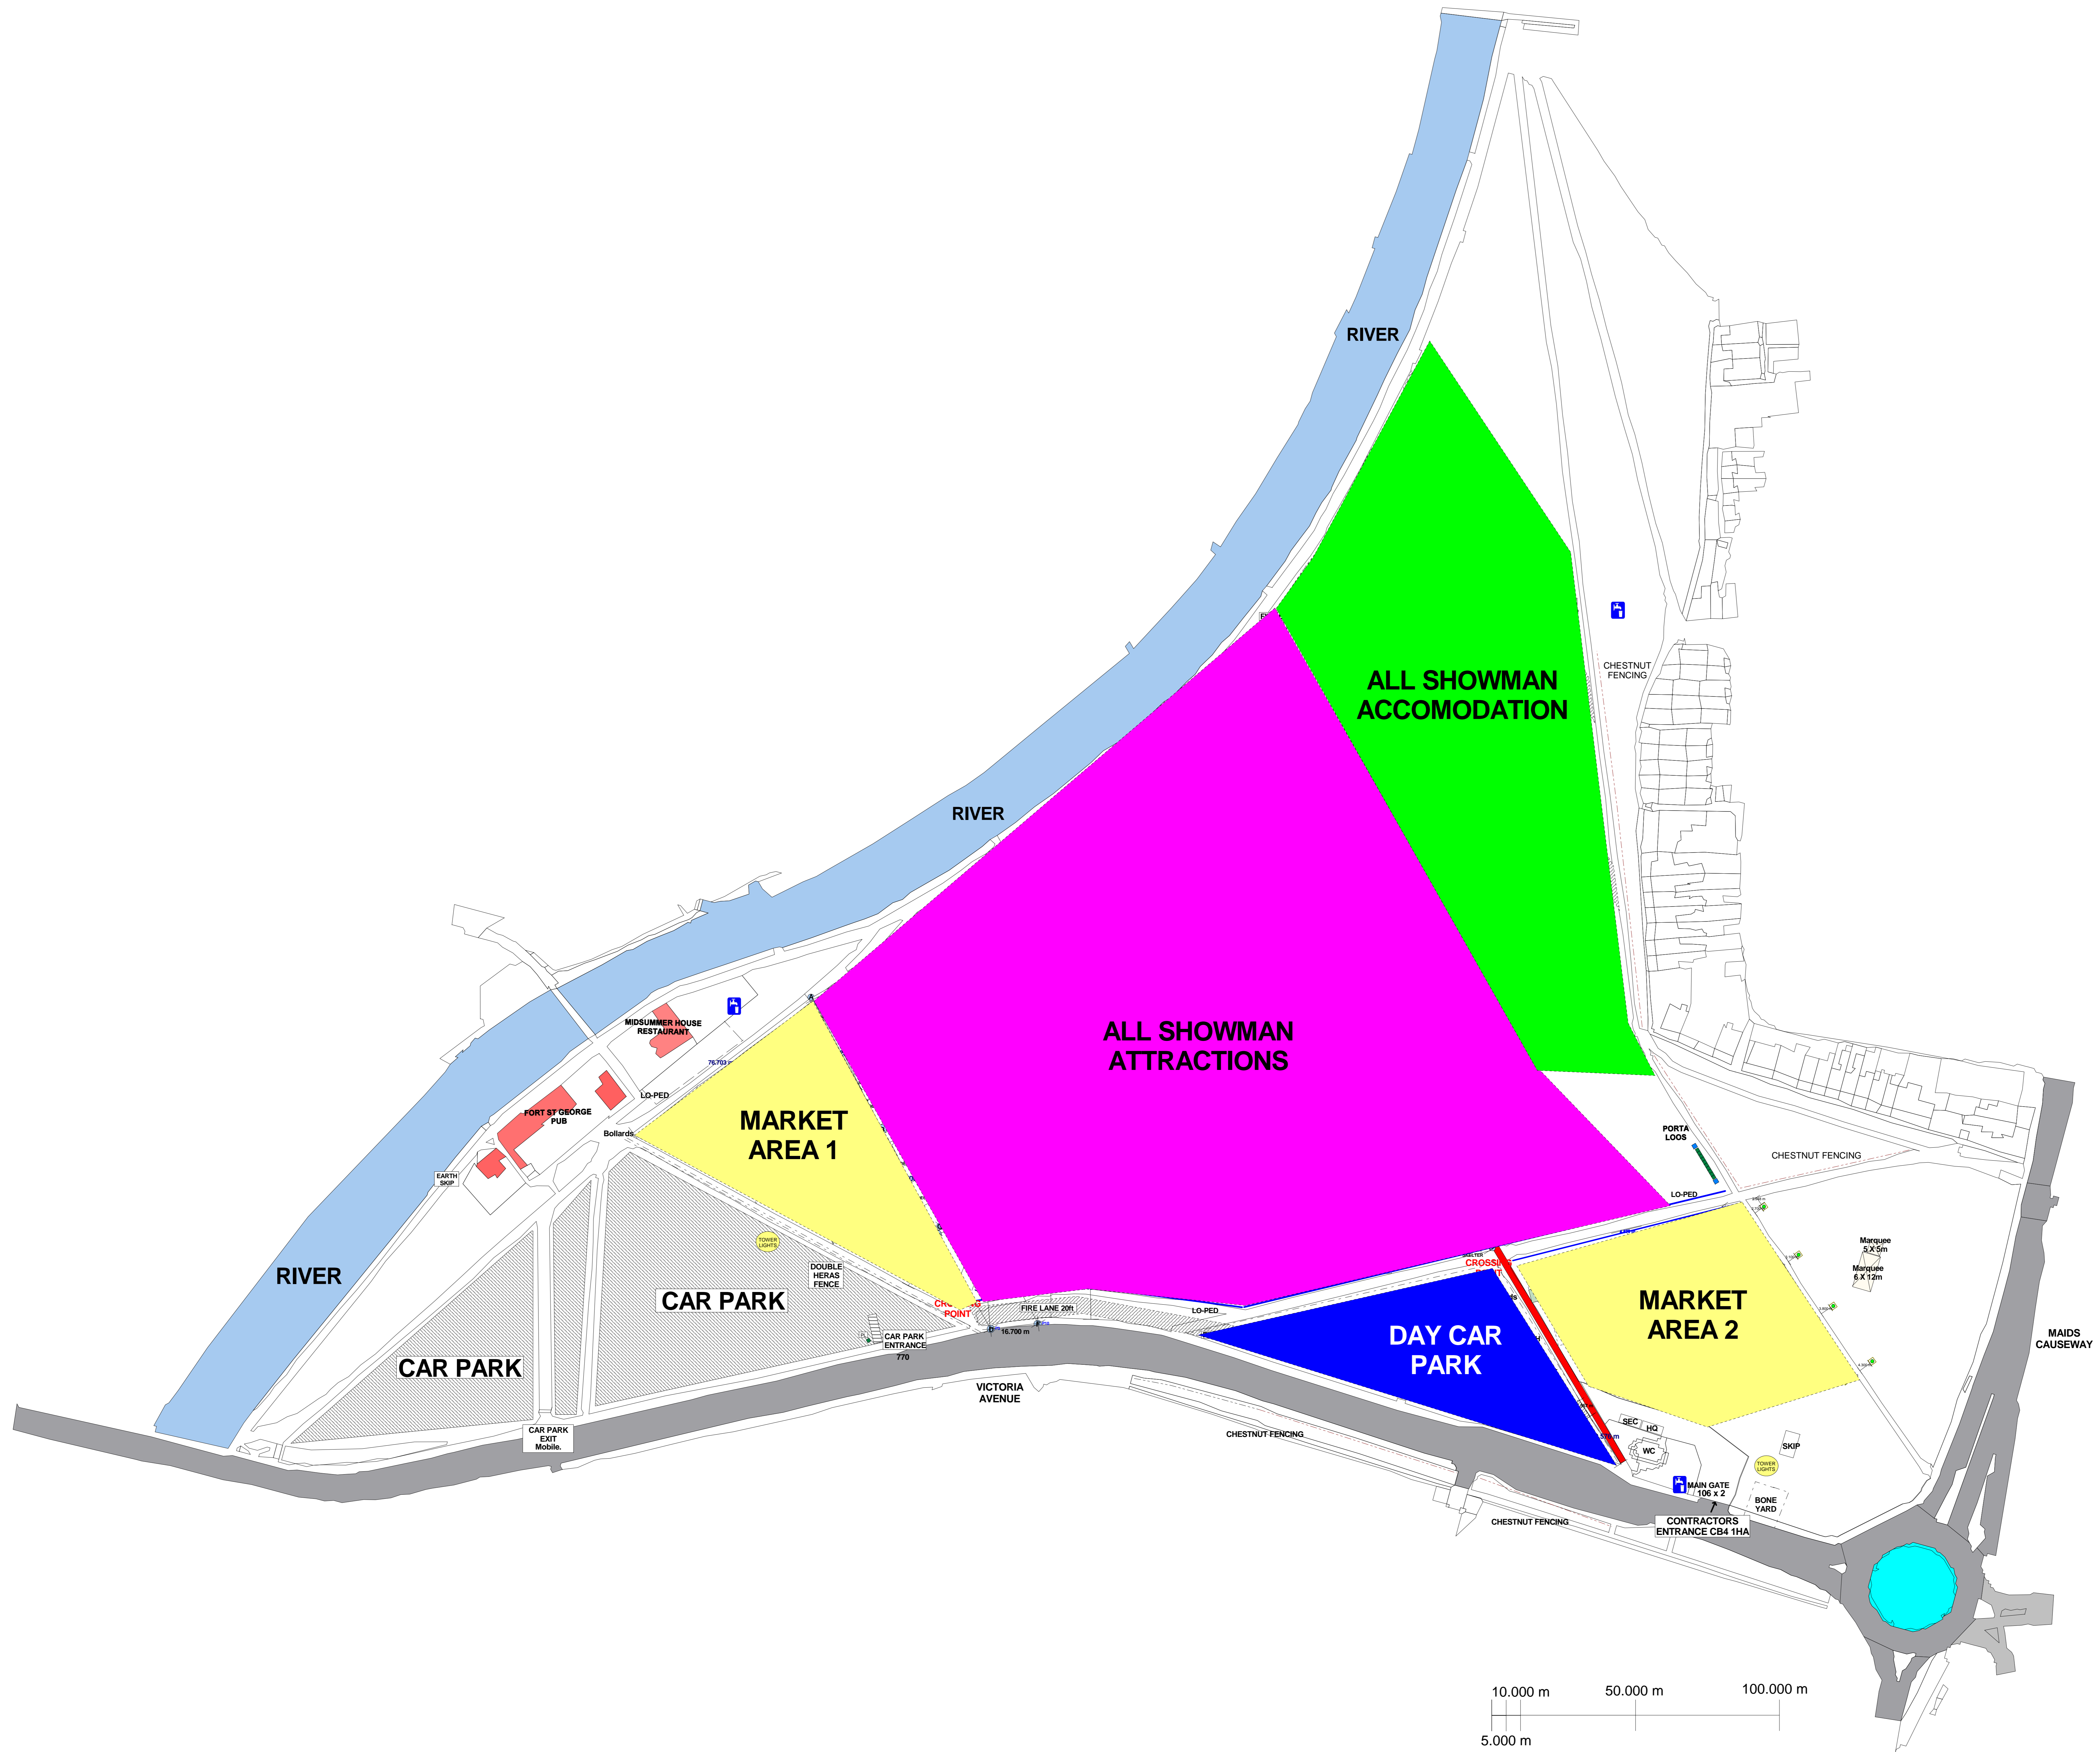 RIVER
CHESTNUT
FENCING
ALL SHOWMAN
ACCOMODATION
RIVER
A
MIDSUMMER HOUSE
RESTAURANT
ALL SHOWMAN
ATTRACTIONS
76.703 m
LO-PED
FORT ST GEORGE
PUB
Bollards
MARKET
AREA 1
PORTA
LOOS
CHESTNUT FENCING
EARTH
SKIP
LO-PED
TOWER
LIGHTS
RIVER
DOUBLE
HERAS
FENCE
CAR PARK
POINT
FIRE LANE 20ft
LO-PED
D
16.700 m
CAR PARK
ENTRANCE
770
CAR PARK
SHELTER
DAY CAR
PARK
MARKET
AREA 2
Marquee
5 X 5m
Marquee
6 X 12m
MAIDS
CAUSEWAY
VICTORIA
AVENUE
CAR PARK
EXIT
Mobile.
CHESTNUT FENCING
SEC
HQ
WC
SKIP
TOWER
LIGHTS
MAIN GATE
106 x 2
BONE
YARD
CHESTNUT FENCING
CONTRACTORS
ENTRANCE CB4 1HA
10.000 m
50.000 m
100.000 m
5.000 m